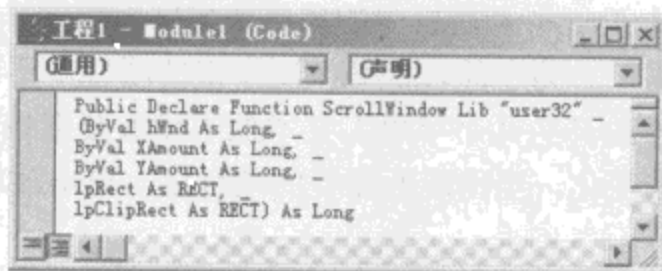 工程1 - Module1 (Code)
(通用) (声明)
Public Declare Function ScrollWindow Lib "user32" _
(ByVal hWnd As Long, _
ByVal XAmount As Long, _
ByVal YAmount As Long, _
lpRect As RECT, _
lpClipRect As RECT) As Long